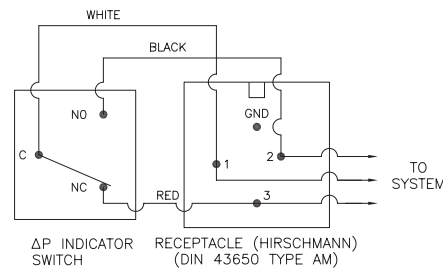 WHITE
BLACK
NO
GND
C
1
2
TO
SYSTEM
NC
RED
3
ΔP INDICATOR
SWITCH
RECEPTACLE (HIRSCHMANN)
(DIN 43650 TYPE AM)